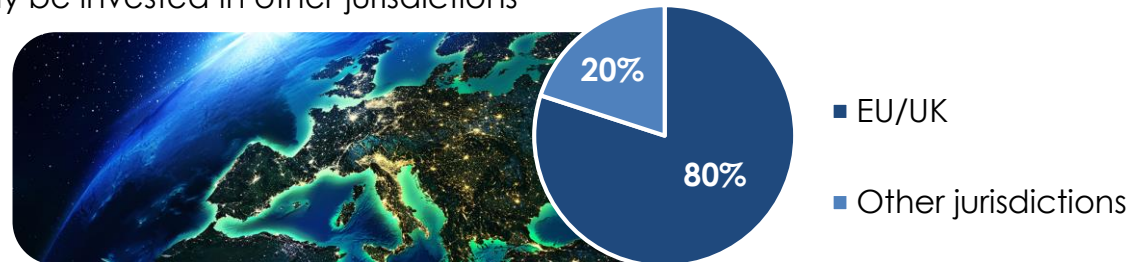 be invested in other jurisdictions
20%
80%
EU/UK
Other jurisdictions